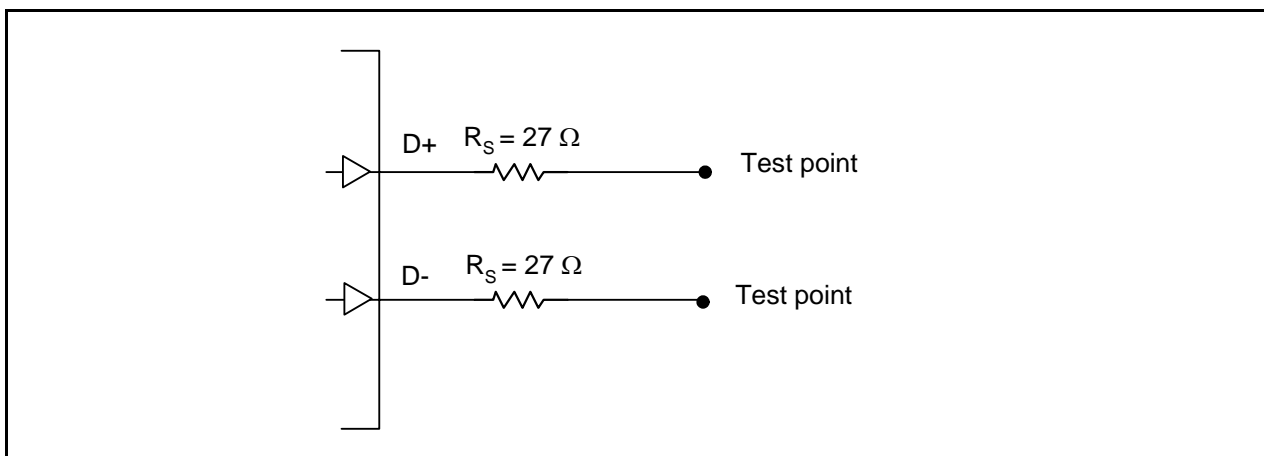 D+ R_S = 27 Ω Test point
D- R_S = 27 Ω Test point